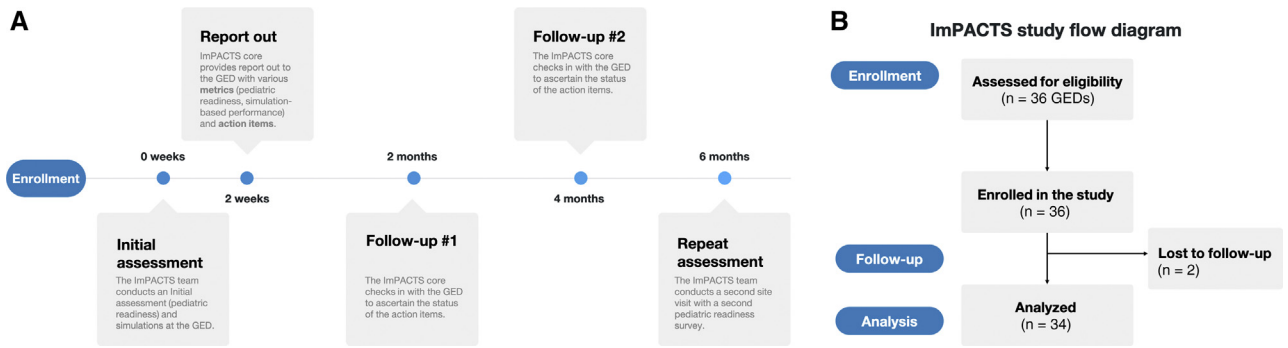 A
Report out
ImPACTS core
provides report out to
the GED with various
metrics (pediatric
readiness, simulation-
based performance)
and action items.
Follow-up #2
The ImPACTS core
checks in with the GED
to ascertain the status
of the action items.
Enrollment
0 weeks
2 weeks
2 months
4 months
6 months
Initial
assessment
The ImPACTS team
conducts an Initial
assessment (pediatric
readiness) and
simulations at the GED.
Follow-up #1
The ImPACTS core
checks in with the GED
to ascertain the status
of the action items.
Repeat
assessment
The ImPACTS team
conducts a second site
visit with a second
pediatric readiness
survey.
B
ImPACTS study flow diagram
Enrollment
Assessed for eligibility
(n = 36 GEDs)
Enrolled in the study
(n = 36)
Follow-up
Lost to follow-up
(n = 2)
Analysis
Analyzed
(n = 34)